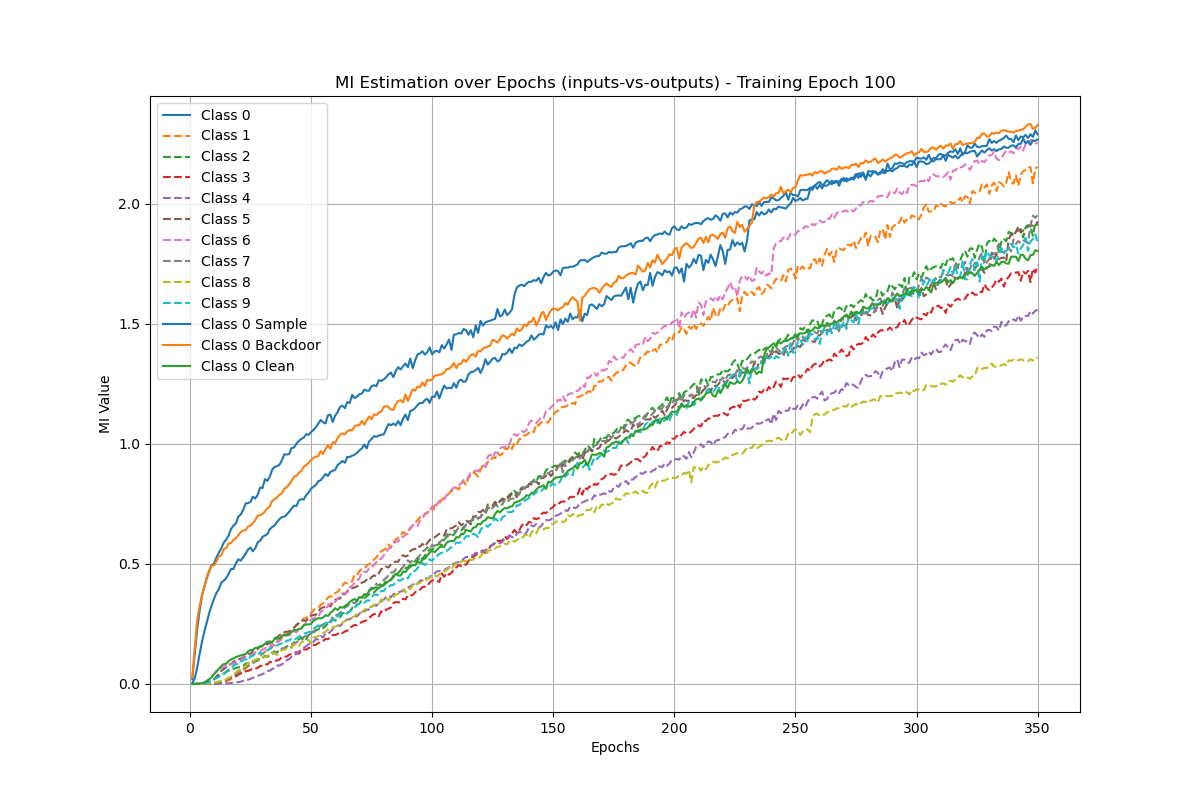 MI Estimation over Epochs (inputs-vs-outputs) - Training Epoch 100
Class 0
Class 1
Class 2
Class 3
Class 4
Class 5
Class 6
Class 7
Class 8
Class 9
Class 0 Sample
Class 0 Backdoor
Class 0 Clean
MI Value
2.0
1.5
1.0
0.5
0.0
0 50 100 150 200 250 300 350
Epochs